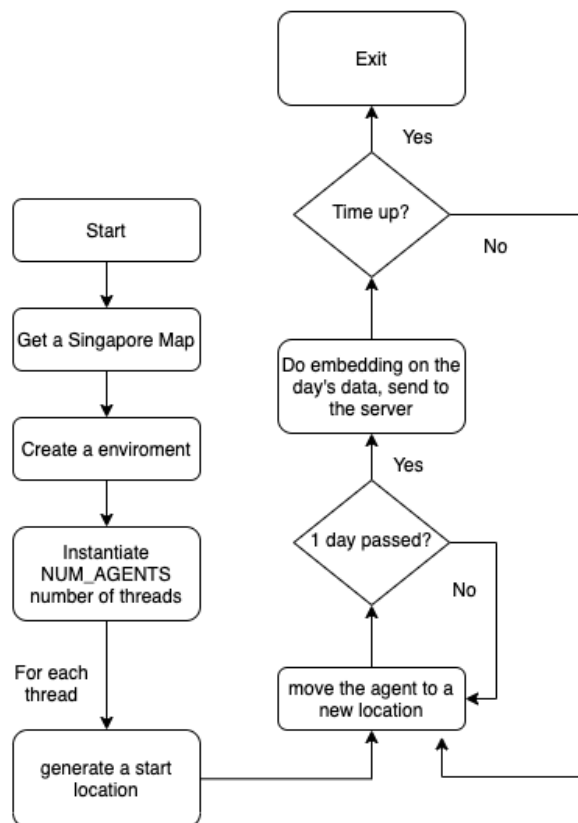 Start
Get a Singapore Map
Create a enviroment
Instantiate
NUM_AGENTS
number of threads
For each
thread
generate a start
location
move the agent to a
new location
1 day passed?
No
Yes
Do embedding on the
day's data, send to
the server
Time up?
No
Yes
Exit